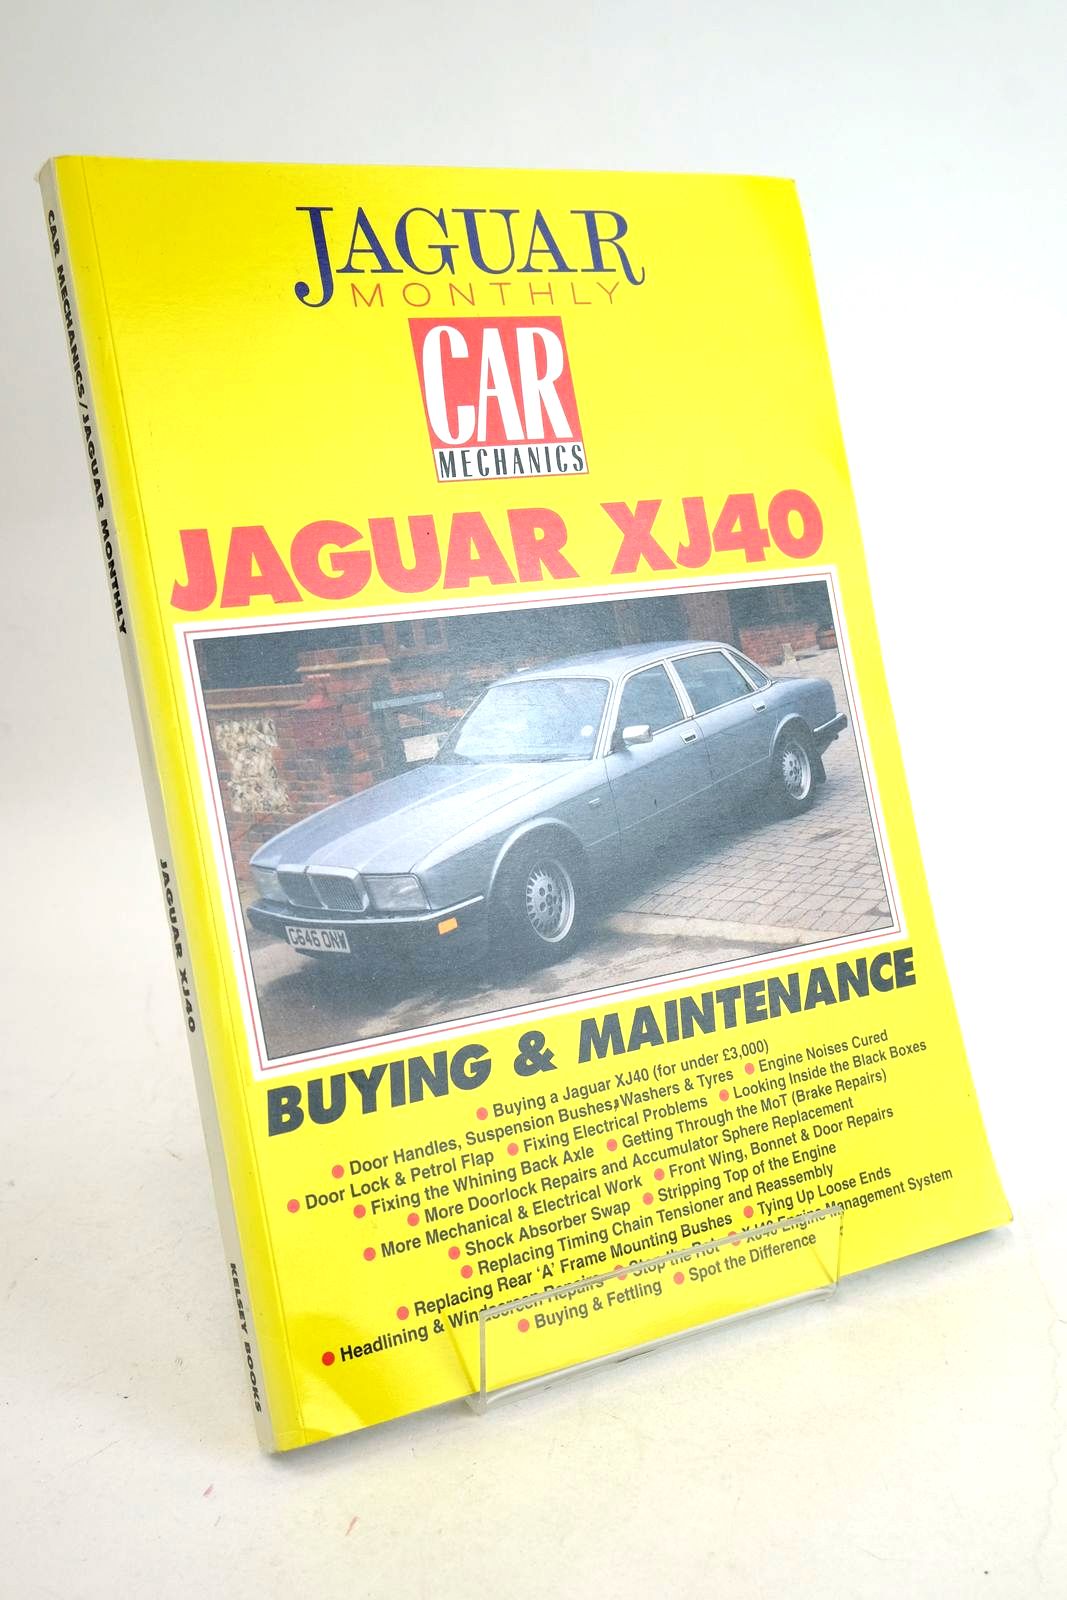 JAGUAR
MONTHLY
CAR
MECHANICS
JAGUAR XJ40
G646 ONW
BUYING & MAINTENANCE
● Buying a Jaguar XJ40 (for under £3,000)
● Door Handles, Suspension Bushes, Washers & Tyres ● Engine Noises Cured
● Door Lock & Petrol Flap ● Fixing Electrical Problems ● Looking Inside the Black Boxes
● Fixing the Whining Back Axle ● Getting Through the MoT (Brake Repairs)
● More Doorlock Repairs and Accumulator Sphere Replacement
● More Mechanical & Electrical Work ● Front Wing, Bonnet & Door Repairs
● Shock Absorber Swap ● Stripping Top of the Engine
● Replacing Timing Chain Tensioner and Reassembly
● Replacing Rear 'A' Frame Mounting Bushes ● Tying Up Loose Ends
● Headlining & Windscreen Repairs ● Stop the Rot ● XJ40 Engine Management System
● Buying & Fettling ● Spot the Difference
CAR MECHANICS/JAGUAR MONTHLY
JAGUAR XJ40
KELSEY BOOKS